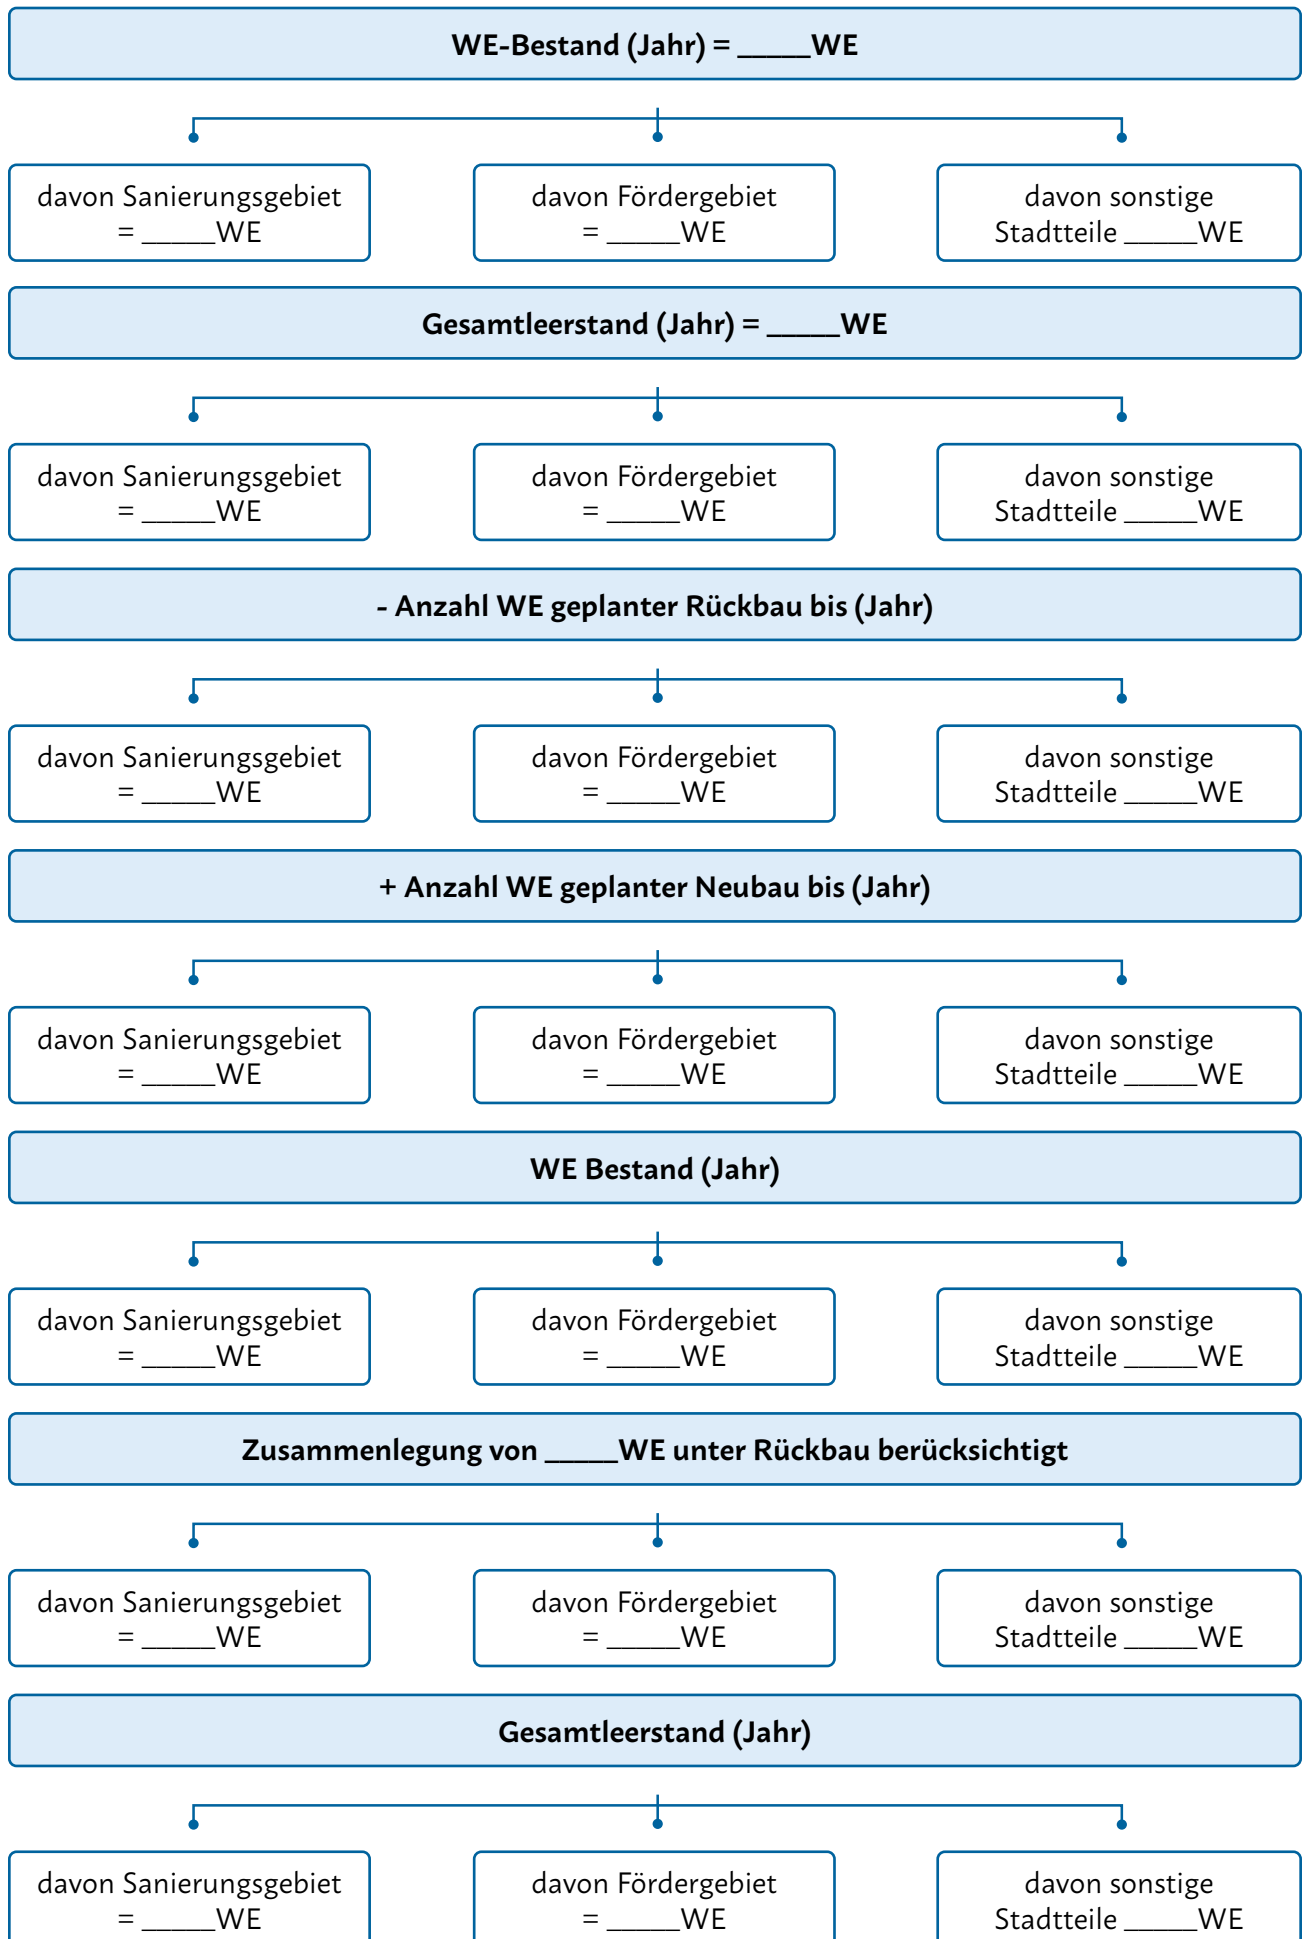 WE-Bestand (Jahr) = _____WE
davon Sanierungsgebiet
= _____WE
davon Fördergebiet
= _____WE
davon sonstige
Stadtteile _____WE
Gesamtleerstand (Jahr) = _____WE
davon Sanierungsgebiet
= _____WE
davon Fördergebiet
= _____WE
davon sonstige
Stadtteile _____WE
- Anzahl WE geplanter Rückbau bis (Jahr)
davon Sanierungsgebiet
= _____WE
davon Fördergebiet
= _____WE
davon sonstige
Stadtteile _____WE
+ Anzahl WE geplanter Neubau bis (Jahr)
davon Sanierungsgebiet
= _____WE
davon Fördergebiet
= _____WE
davon sonstige
Stadtteile _____WE
WE Bestand (Jahr)
davon Sanierungsgebiet
= _____WE
davon Fördergebiet
= _____WE
davon sonstige
Stadtteile _____WE
Zusammenlegung von _____WE unter Rückbau berücksichtigt
davon Sanierungsgebiet
= _____WE
davon Fördergebiet
= _____WE
davon sonstige
Stadtteile _____WE
Gesamtleerstand (Jahr)
davon Sanierungsgebiet
= _____WE
davon Fördergebiet
= _____WE
davon sonstige
Stadtteile _____WE